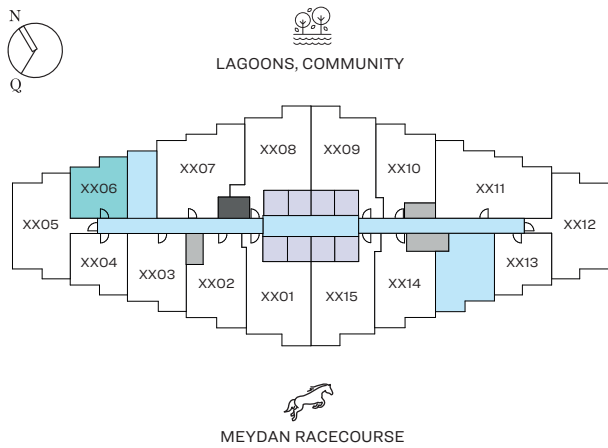 N
Q
LAGOONS, COMMUNITY
XX08
XX09
XX07
XX10
XX06
XX11
XX05
XX12
XX04
XX03
XX02
XX01
XX15
XX14
XX13
MEYDAN RACECOURSE